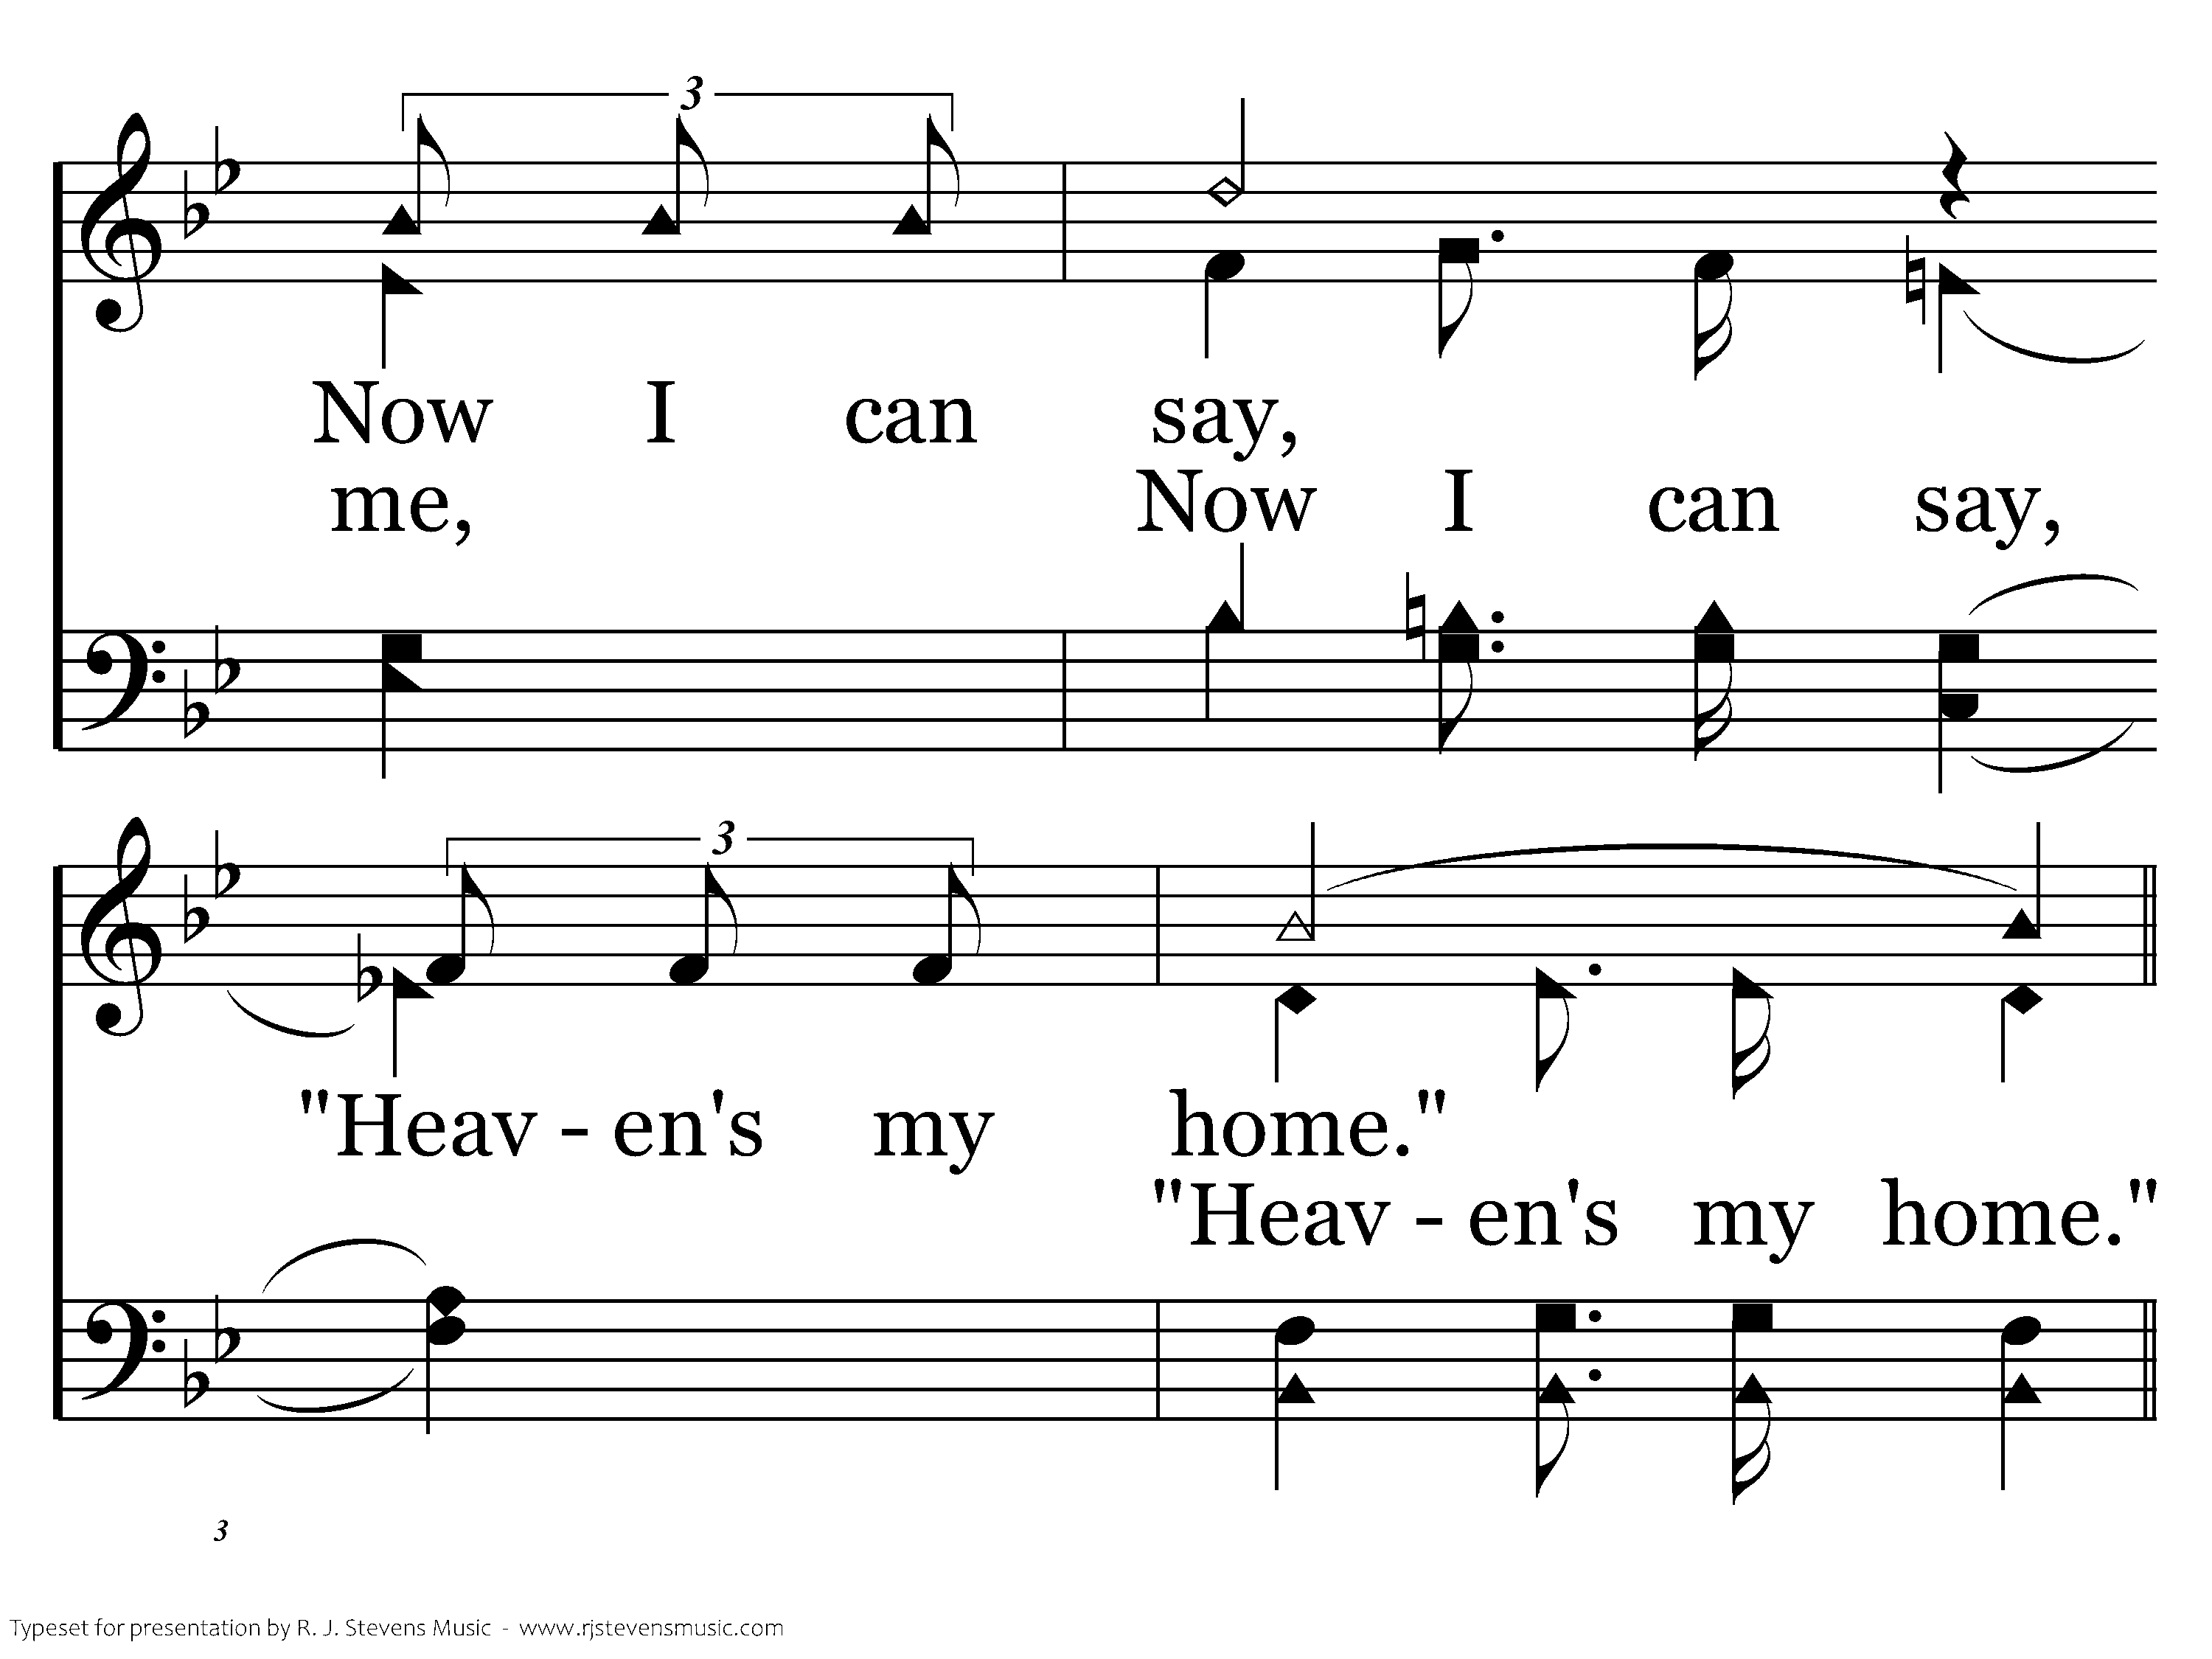 3
Now I can say,
me, Now I can say,
3
"Heav - en's my home."
"Heav - en's my home."
3
Typeset for presentation by R. J. Stevens Music - www.rjstevensmusic.com